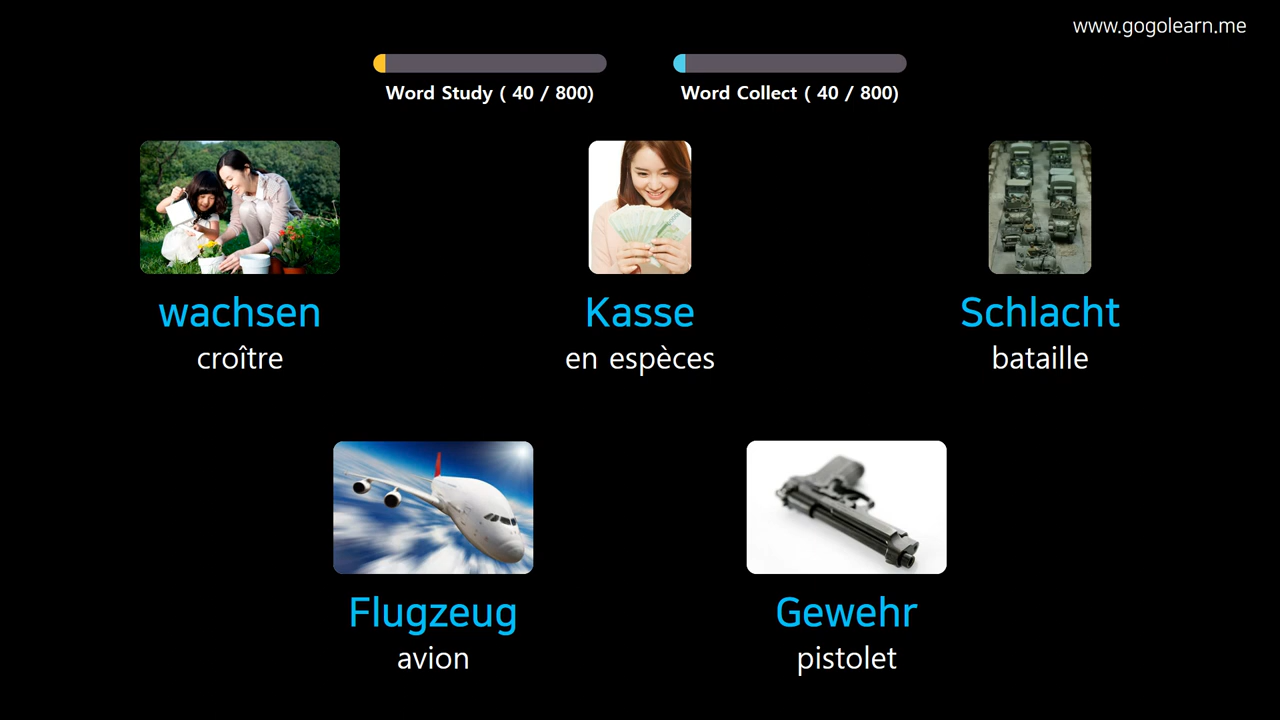 www.gogolearn.me
Word Study ( 40 / 800)
Word Collect ( 40 / 800)
wachsen
croître
Kasse
en espèces
Schlacht
bataille
Flugzeug
avion
Gewehr
pistolet